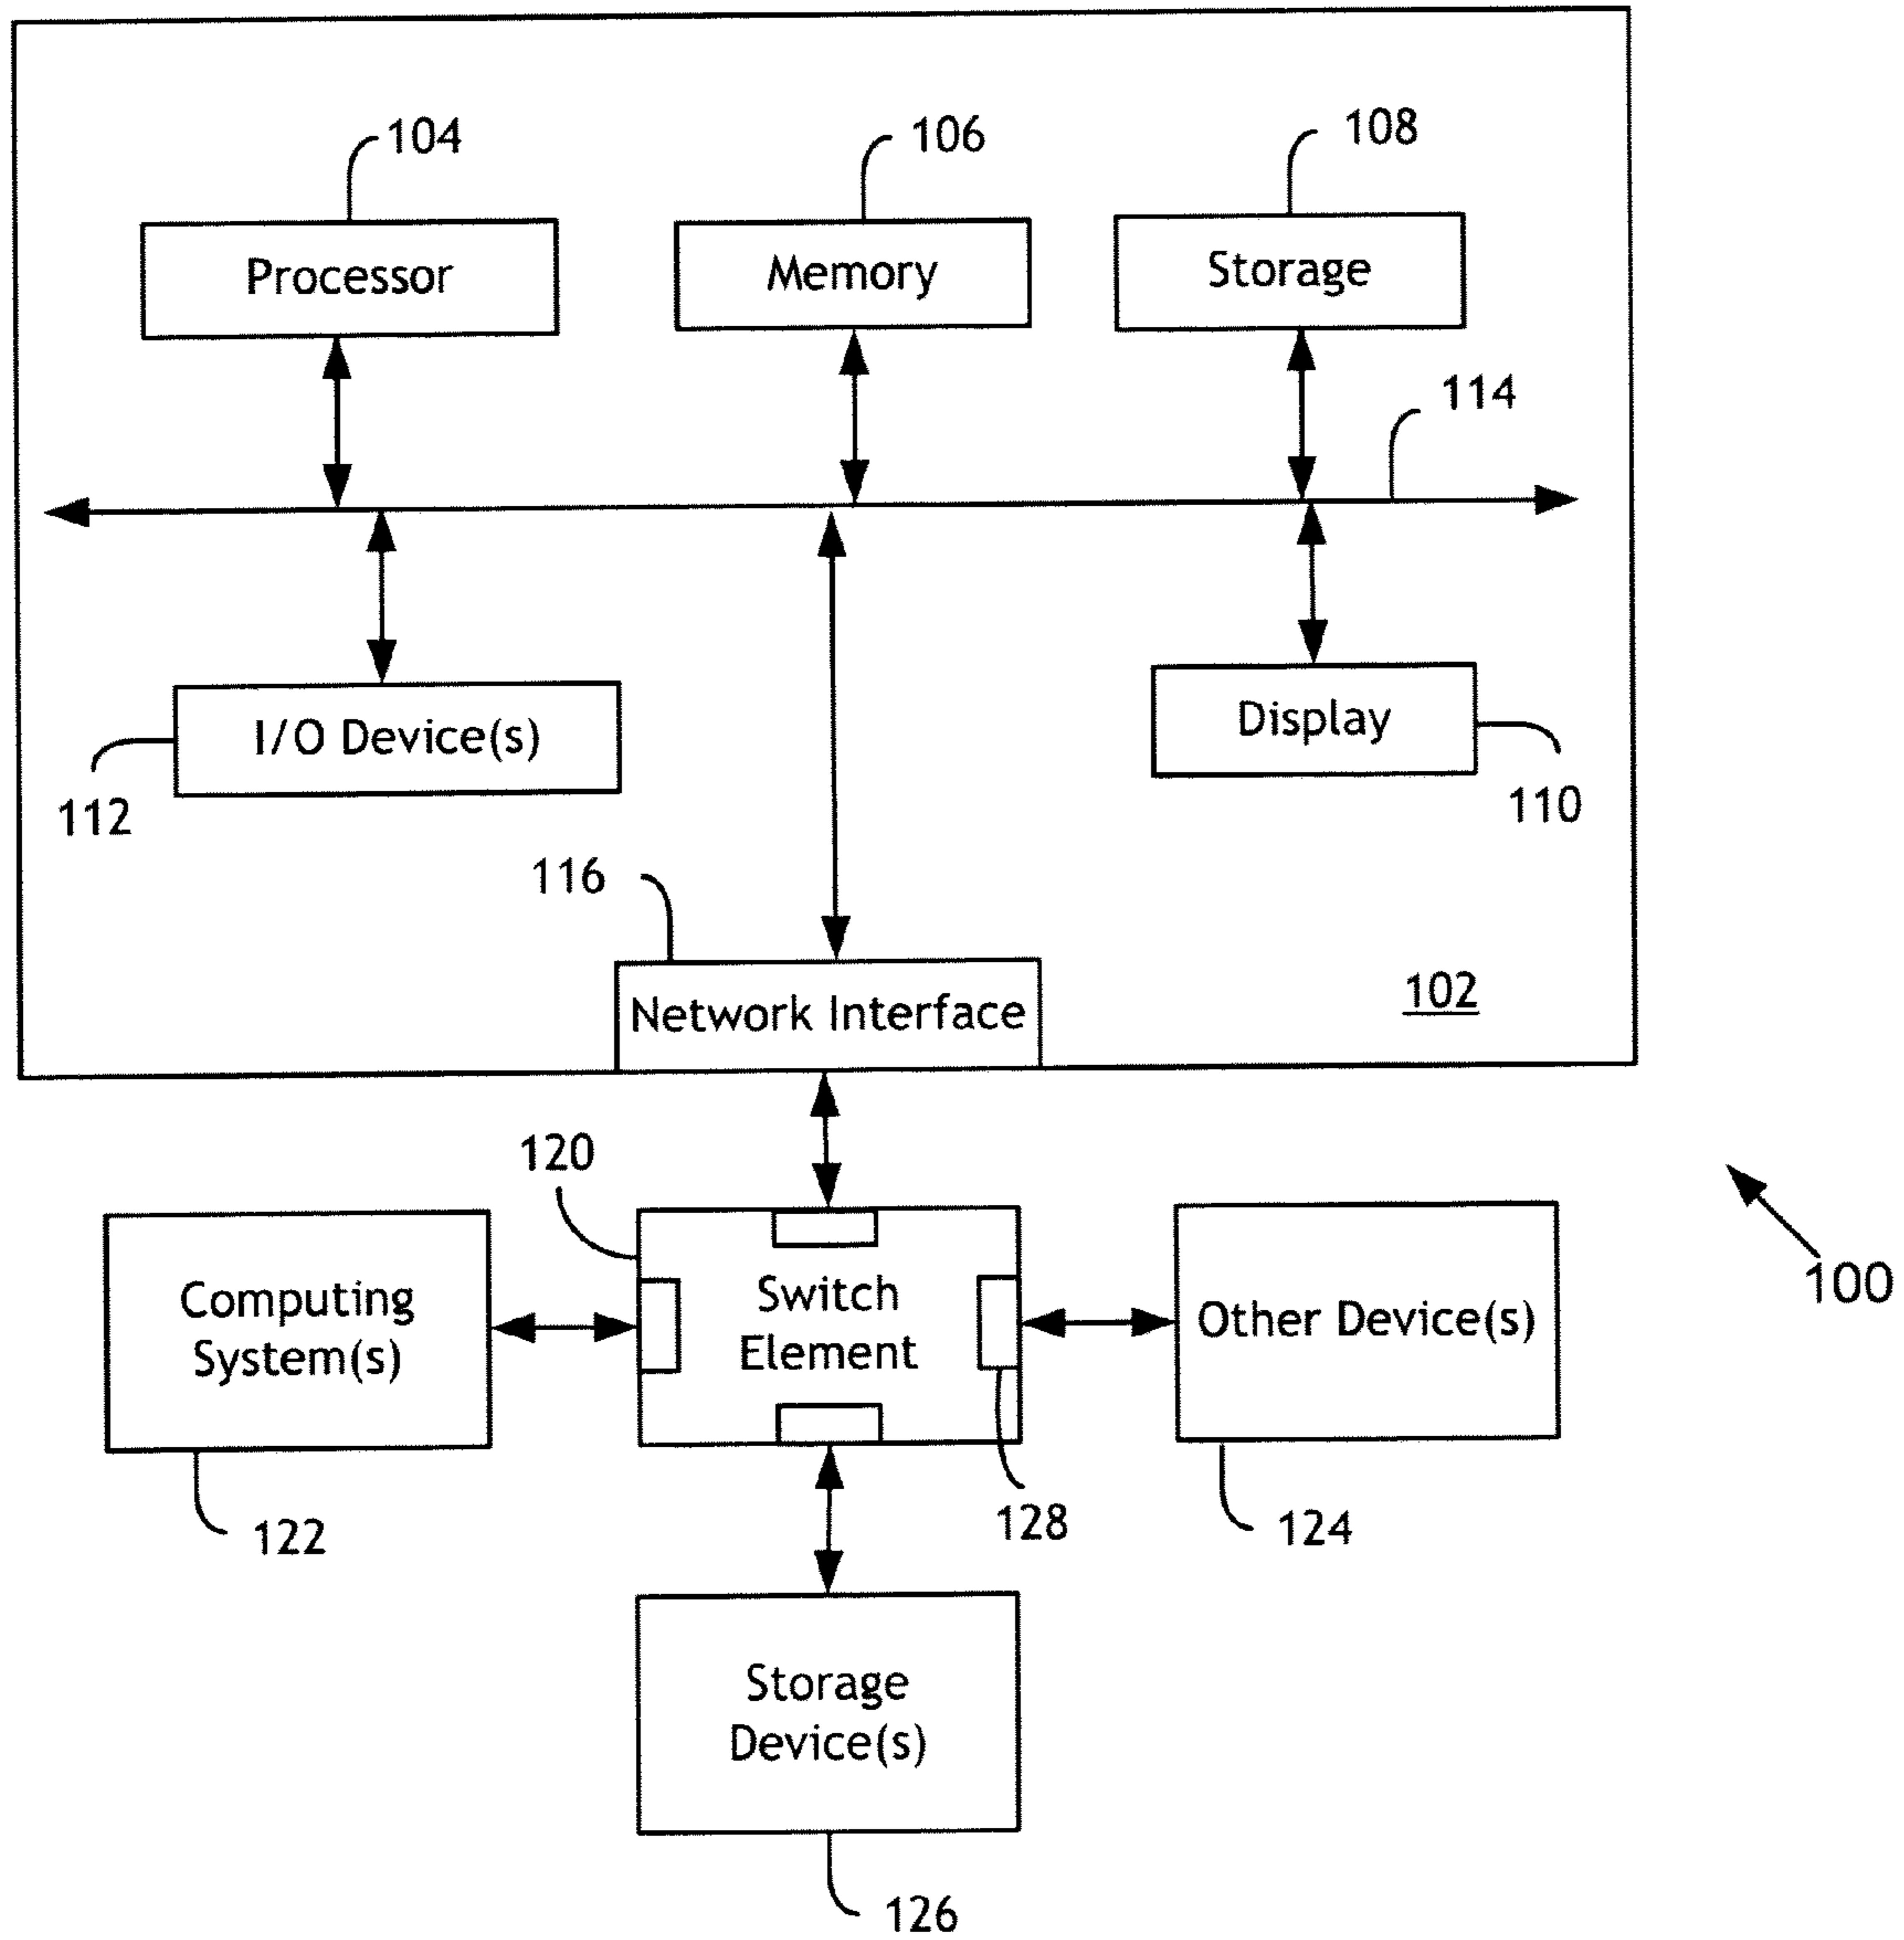 104
106
108
Processor
Memory
Storage
114
I/O Device(s)
Display
112
110
116
Network Interface
102
120
Computing
System(s)
Switch
Element
Other Device(s)
100
122
128
124
Storage
Device(s)
126